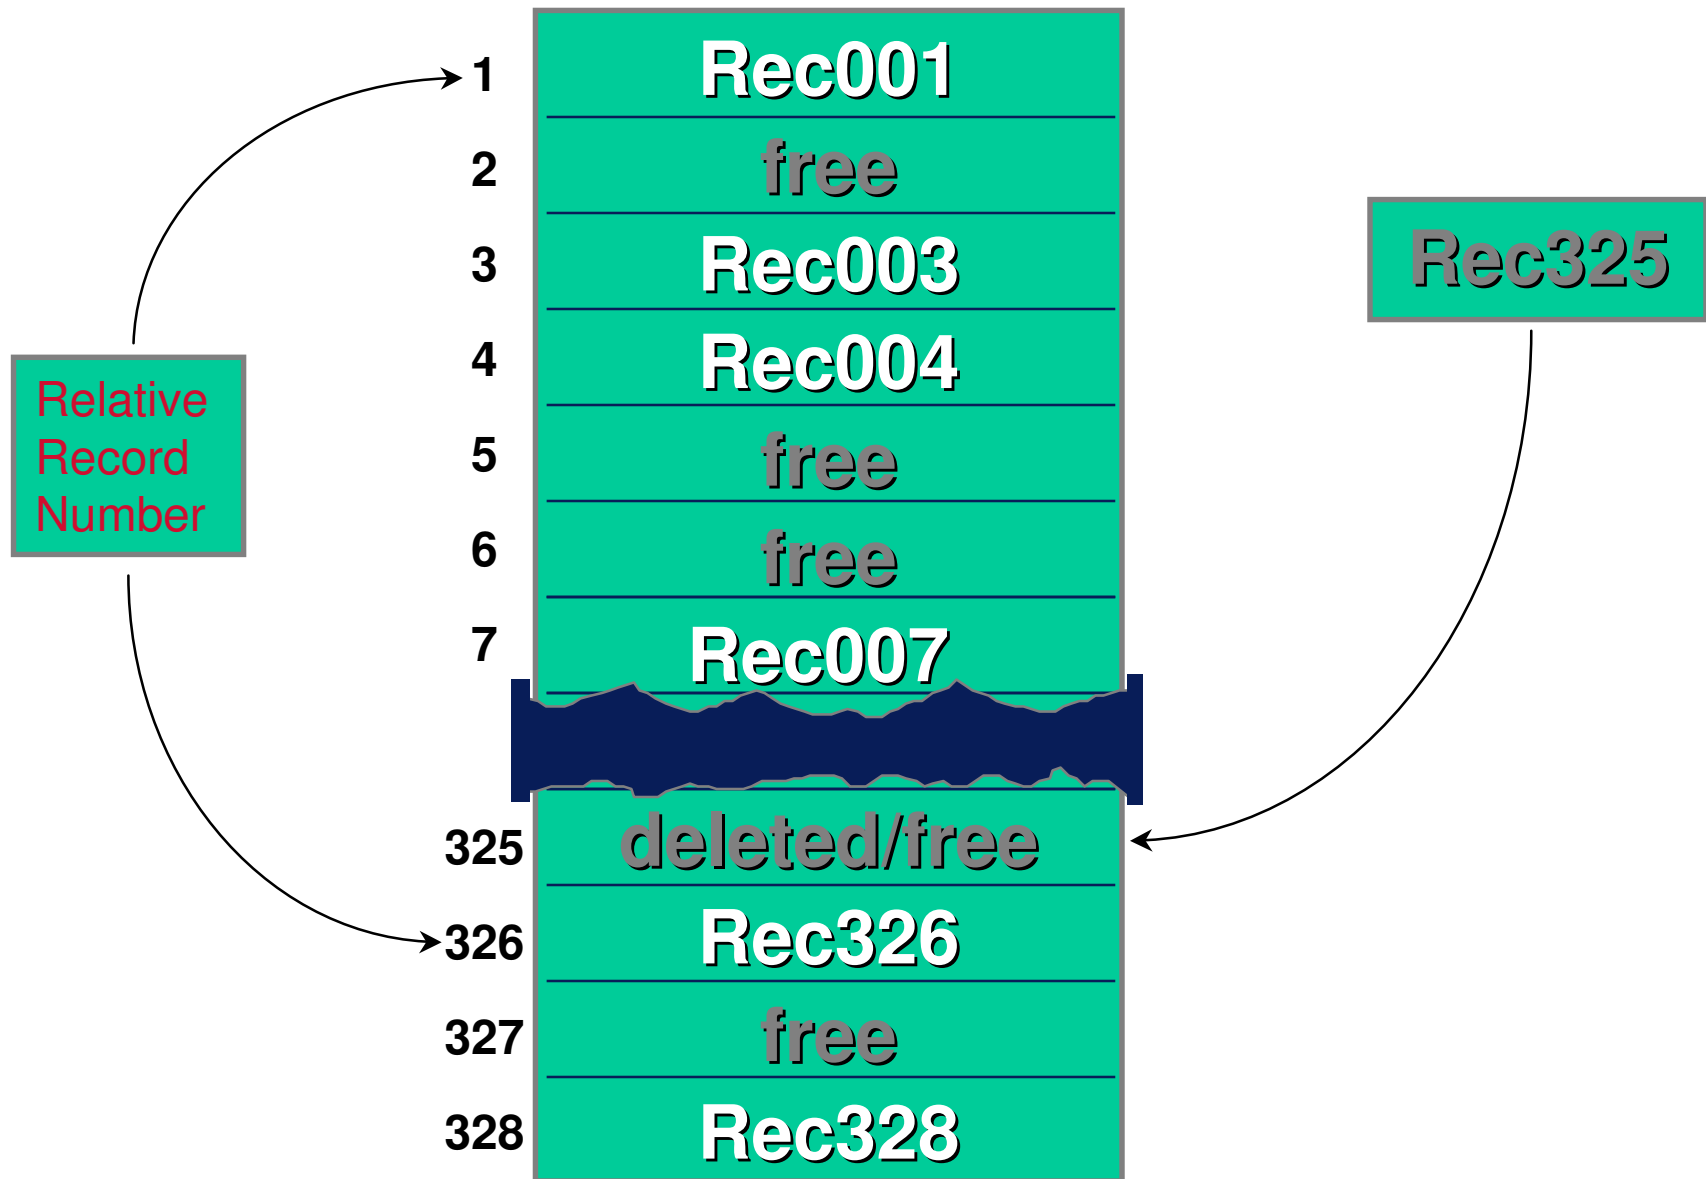 1 Rec001
2 free
3 Rec003
Rec325
4 Rec004
Relative
Record
Number
5 free
6 free
7 Rec007
325 deleted/free
326 Rec326
327 free
328 Rec328